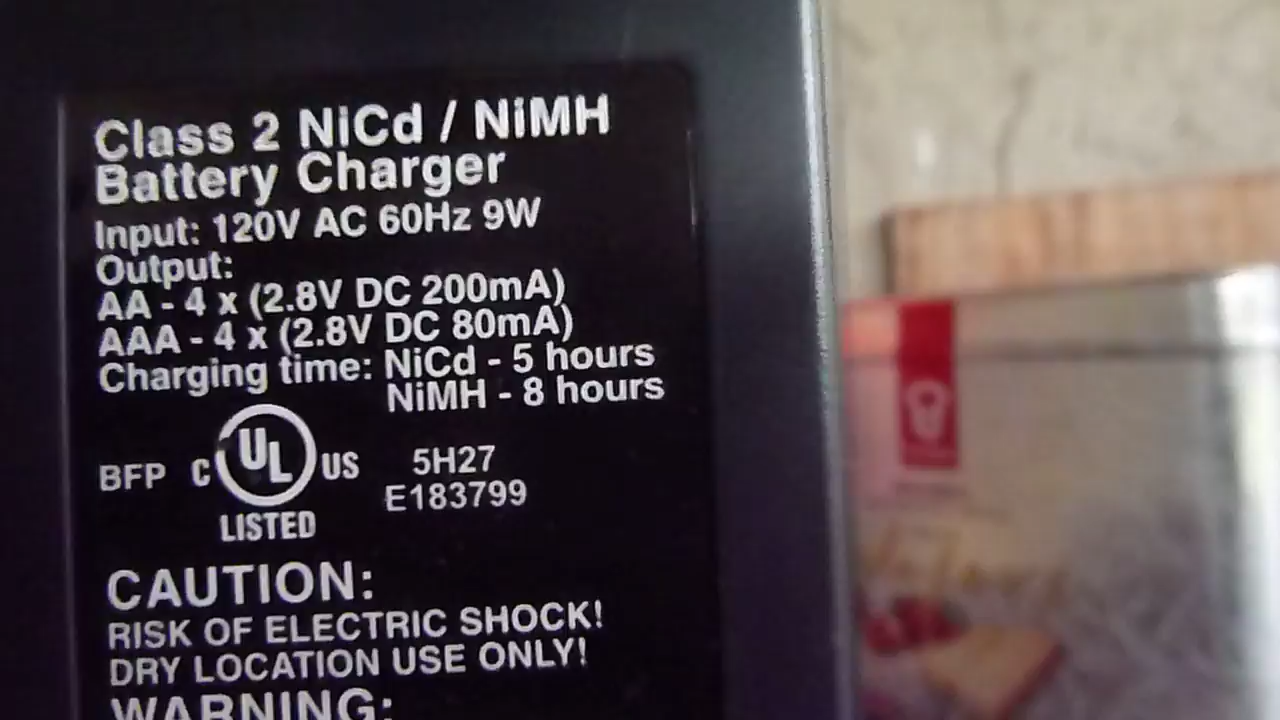 Class 2 NiCd / NiMH
Battery Charger
Input: 120V AC 60Hz 9W
Output:
AA - 4 x (2.8V DC 200mA)
AAA - 4 x (2.8V DC 80mA)
Charging time: NiCd - 5 hours
NiMH - 8 hours
BFP C UL US 5H27
E183799
LISTED
CAUTION:
RISK OF ELECTRIC SHOCK!
DRY LOCATION USE ONLY!
WARNING: